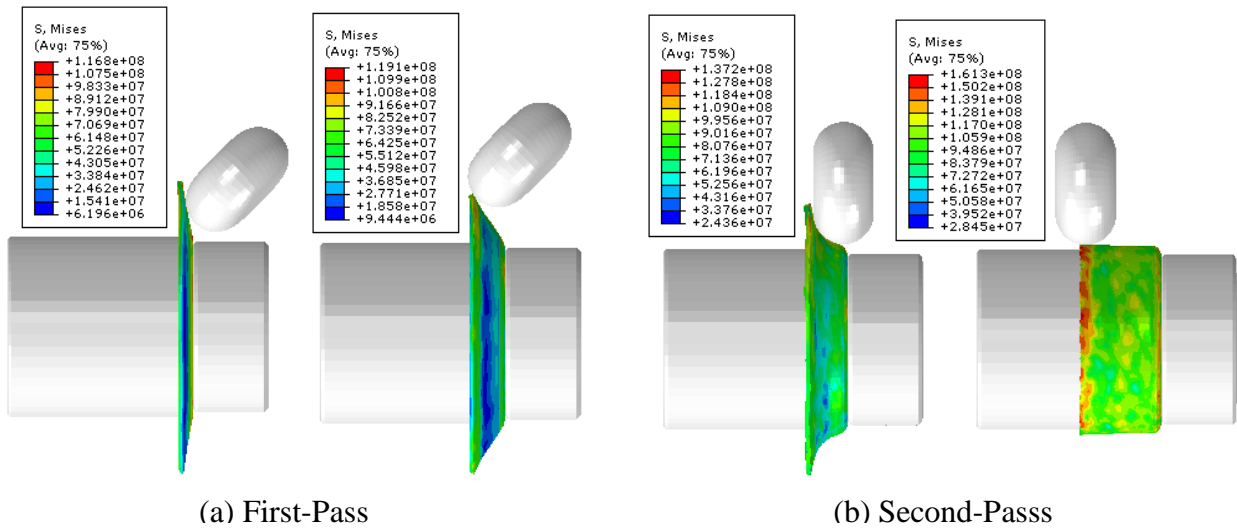 S, Mises
(Avg: 75%)
+1.168e+08
+1.075e+08
+9.833e+07
+8.912e+07
+7.990e+07
+7.069e+07
+6.148e+07
+5.226e+07
+4.305e+07
+3.384e+07
+2.462e+07
+1.541e+07
+6.196e+06
S, Mises
(Avg: 75%)
+1.191e+08
+1.099e+08
+1.008e+08
+9.166e+07
+8.252e+07
+7.339e+07
+6.425e+07
+5.512e+07
+4.598e+07
+3.685e+07
+2.771e+07
+1.858e+07
+9.444e+06
S, Mises
(Avg: 75%)
+1.372e+08
+1.278e+08
+1.184e+08
+1.090e+08
+9.956e+07
+9.016e+07
+8.076e+07
+7.136e+07
+6.196e+07
+5.256e+07
+4.316e+07
+3.376e+07
+2.436e+07
S, Mises
(Avg: 75%)
+1.613e+08
+1.502e+08
+1.391e+08
+1.281e+08
+1.170e+08
+1.059e+08
+9.486e+07
+8.379e+07
+7.272e+07
+6.165e+07
+5.058e+07
+3.952e+07
+2.845e+07
(a) First-Pass
(b) Second-Passs